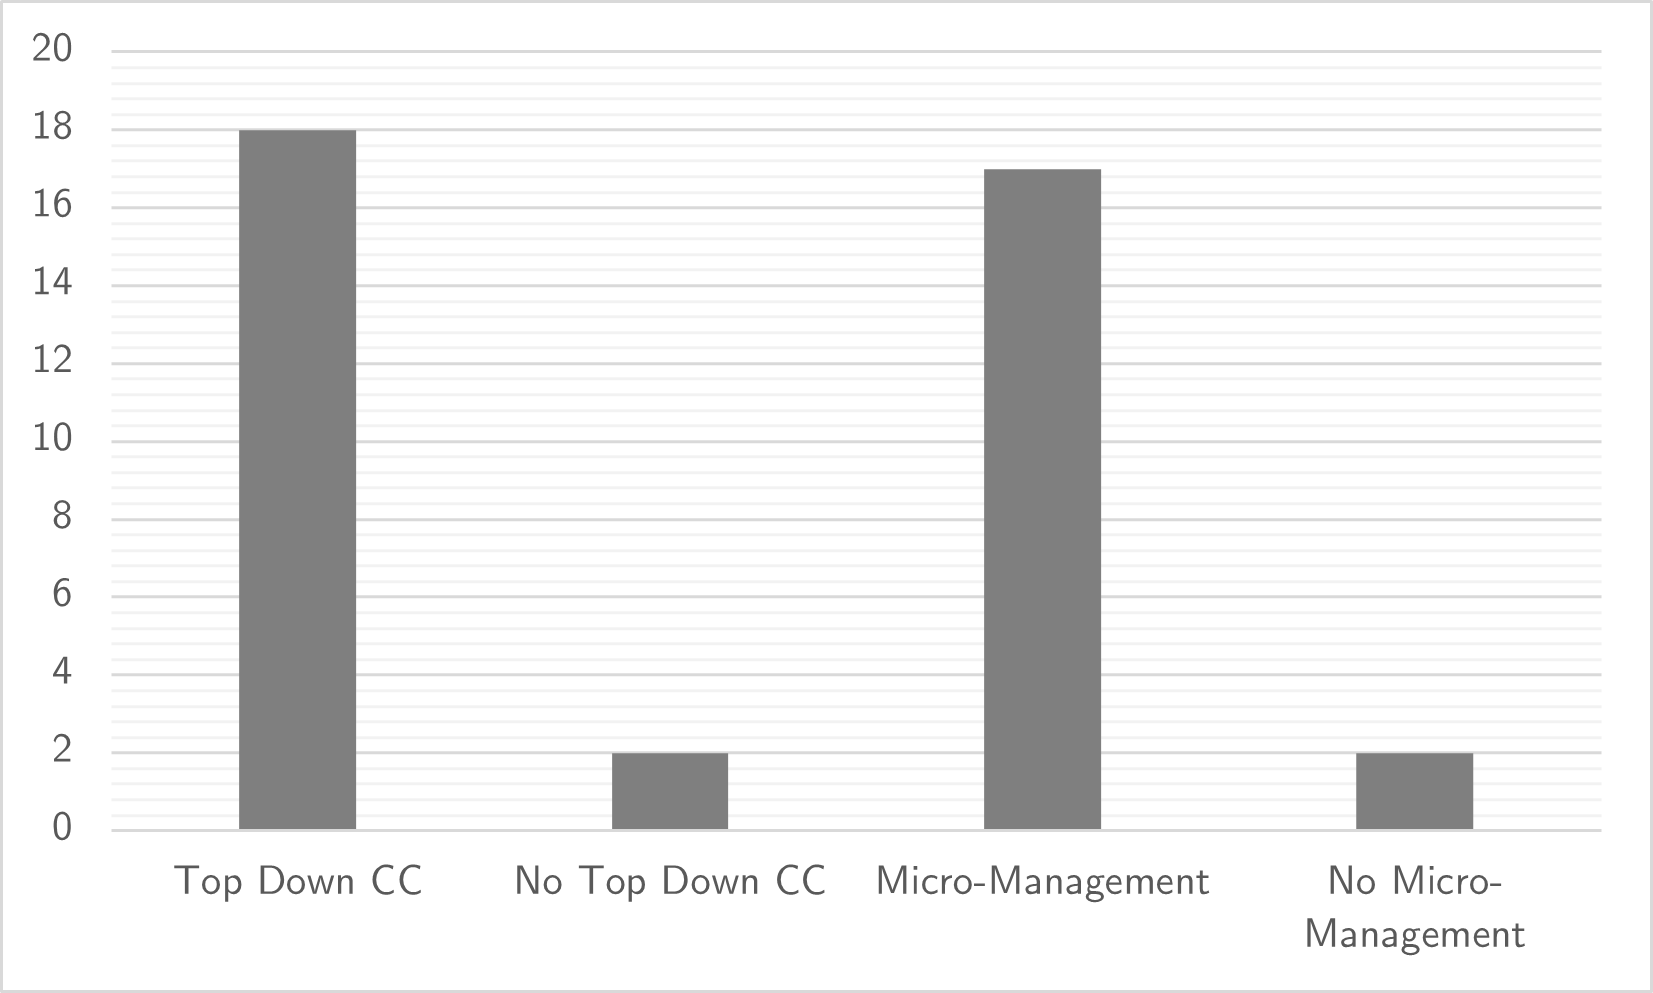 20
18
16
14
12
10
8
6
4
2
0
Top Down CC
No Top Down CC
Micro-Management
No Micro-
Management